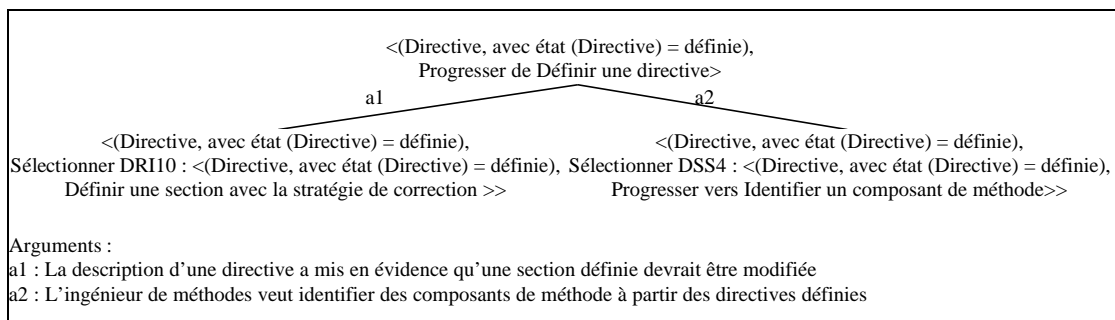 <(Directive, avec état (Directive) = définie),
Progresser de Définir une directive>
a1 a2
<(Directive, avec état (Directive) = définie), <(Directive, avec état (Directive) = définie),
Sélectionner DRI10 : <(Directive, avec état (Directive) = définie), Sélectionner DSS4 : <(Directive, avec état (Directive) = définie),
Définir une section avec la stratégie de correction >> Progresser vers Identifier un composant de méthode>>
Arguments :
a1 : La description d’une directive a mis en évidence qu’une section définie devrait être modifiée
a2 : L’ingénieur de méthodes veut identifier des composants de méthode à partir des directives définies